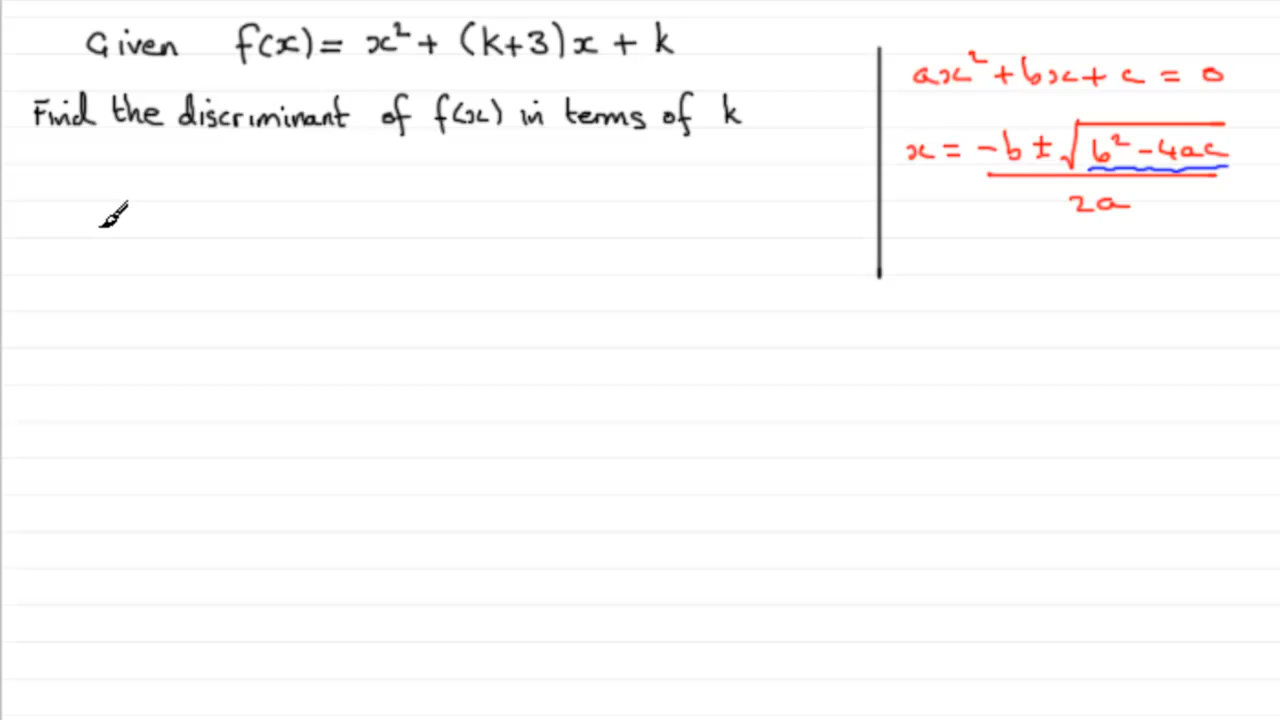 Given f(x) = x² + (k+3)x + k
Find the discriminant of f(x) in terms of k
ax² + bx + c = 0
x = -b ± √b² - 4ac
2a